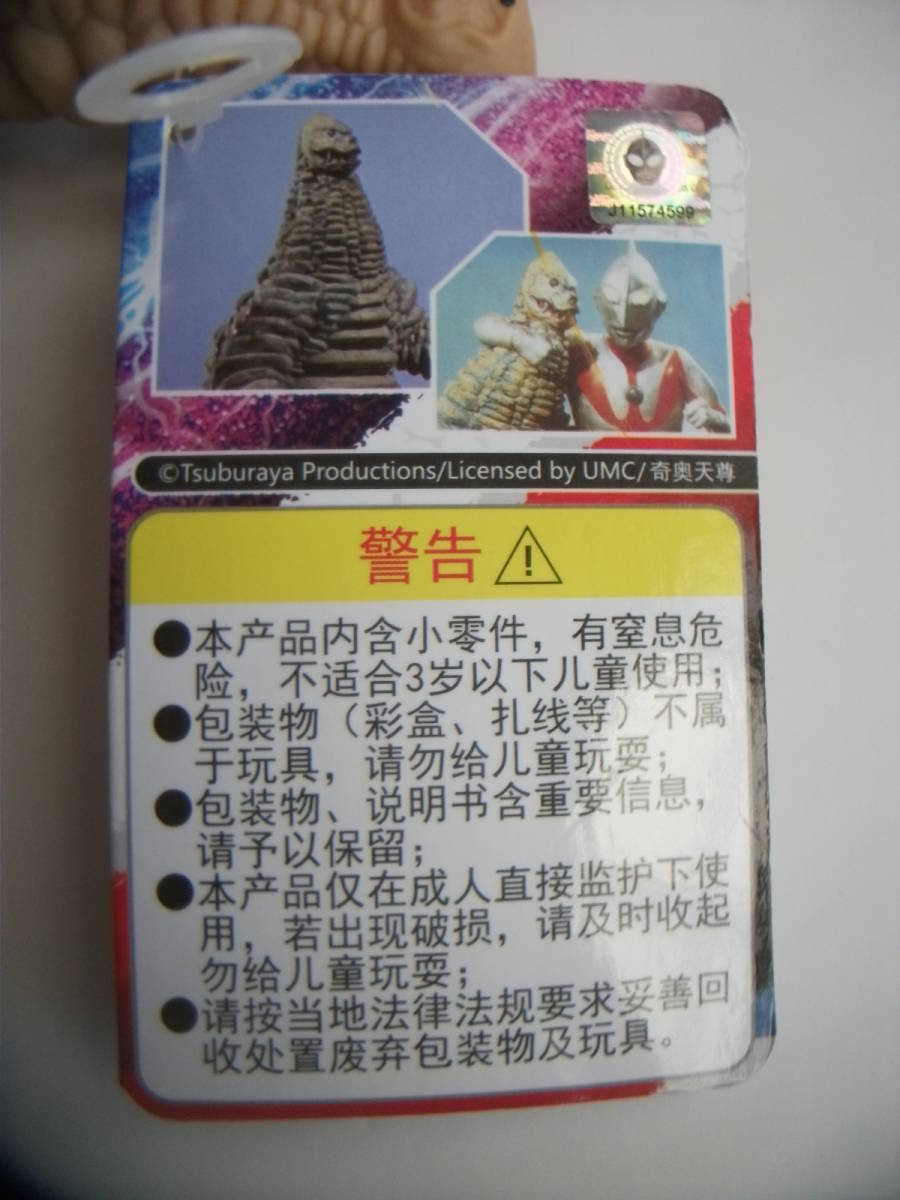 J11574599
©Tsuburaya Productions/Licensed by UMC/奇奥天尊
警告
●本产品内含小零件，有窒息危
险，不适合3岁以下儿童使用；
●包装物（彩盒、扎线等）不属
于玩具，请勿给儿童玩耍；
●包装物、说明书含重要信息，
请予以保留；
●本产品仅在成人直接监护下使
用，若出现破损，请及时收起
勿给儿童玩耍；
●请按当地法律法规要求妥善回
收处置废弃包装物及玩具。